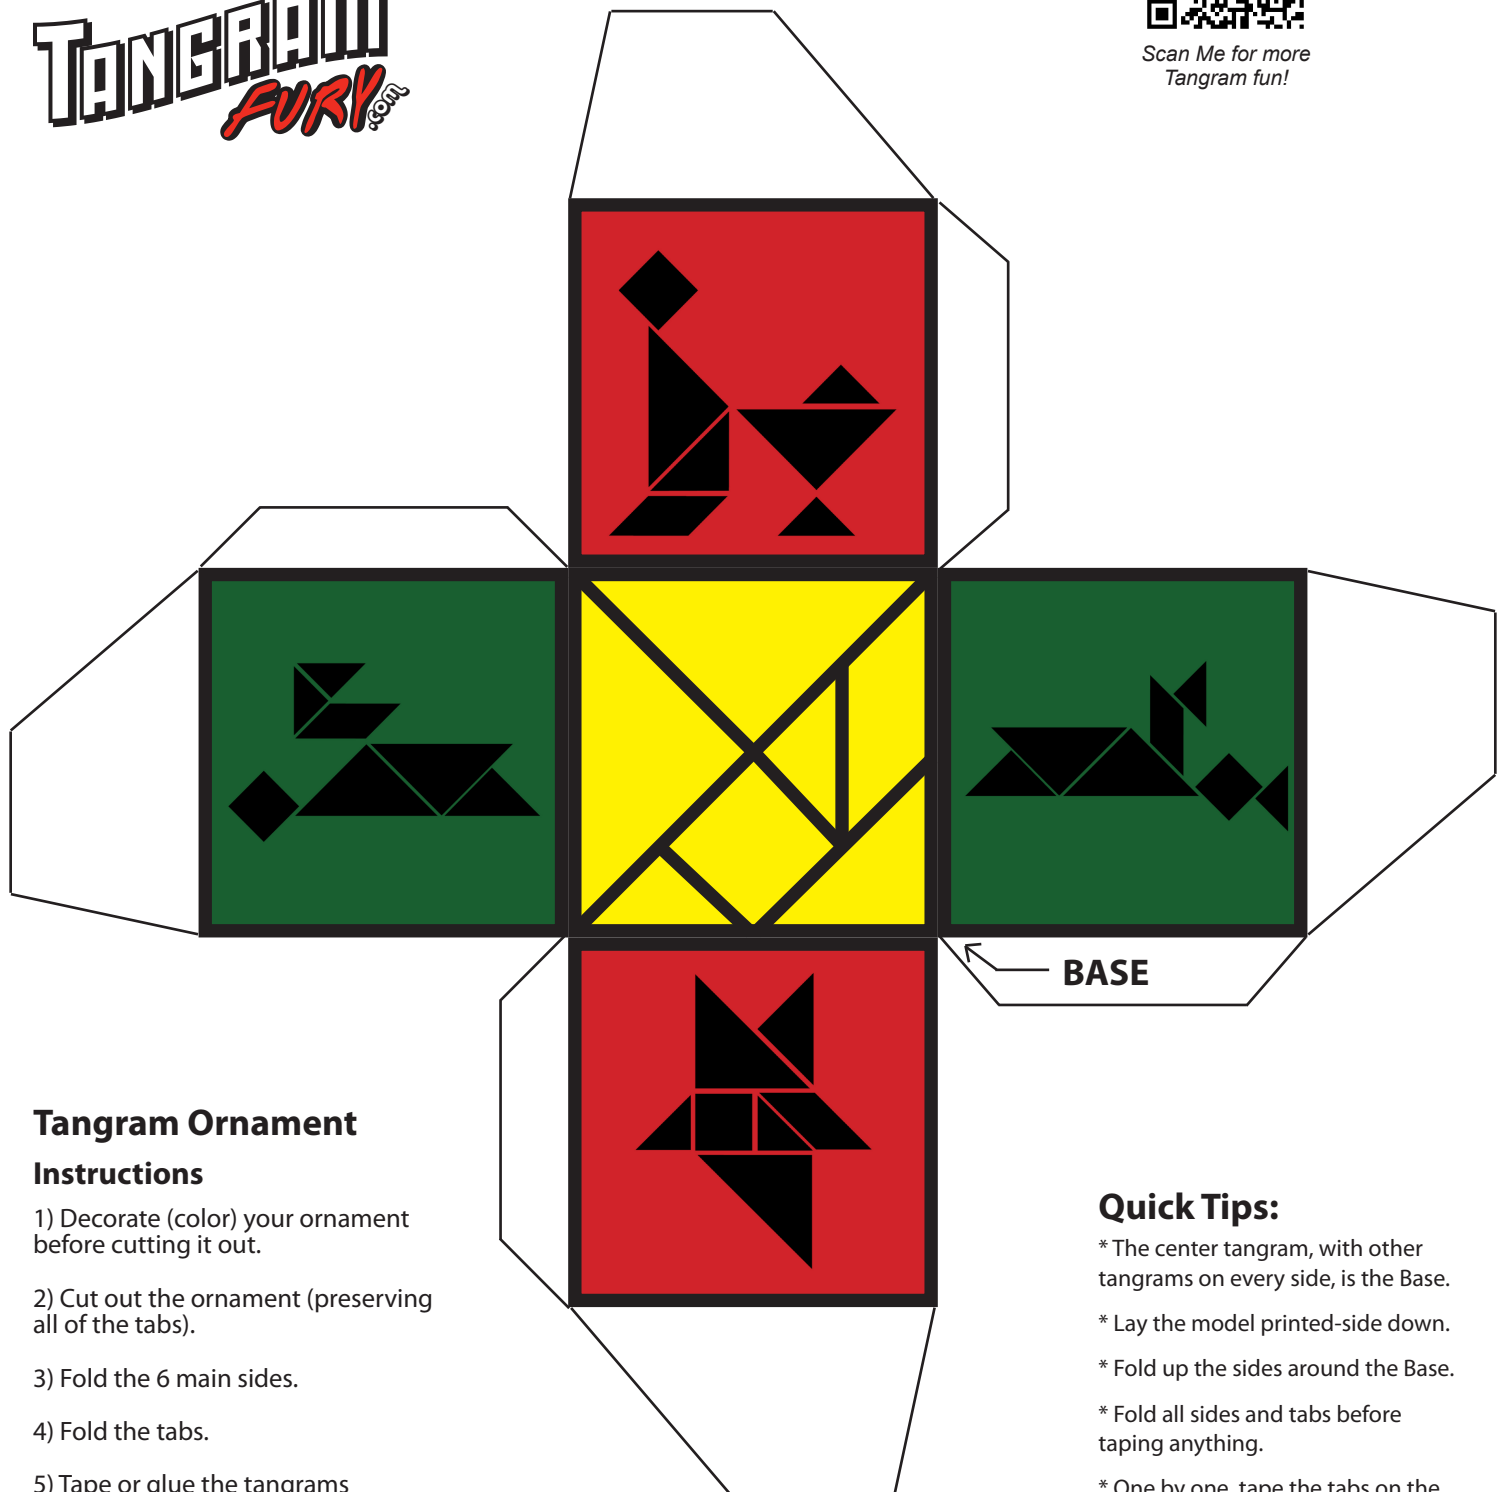 TANGRAM
FURY.com
Scan Me for more
Tangram fun!
BASE
Tangram Ornament
Instructions
1) Decorate (color) your ornament
before cutting it out.
2) Cut out the ornament (preserving
all of the tabs).
3) Fold the 6 main sides.
4) Fold the tabs.
5) Tape or glue the tangrams
Quick Tips:
* The center tangram, with other
tangrams on every side, is the Base.
* Lay the model printed-side down.
* Fold up the sides around the Base.
* Fold all sides and tabs before
taping anything.
* One by one, tape the tabs on the